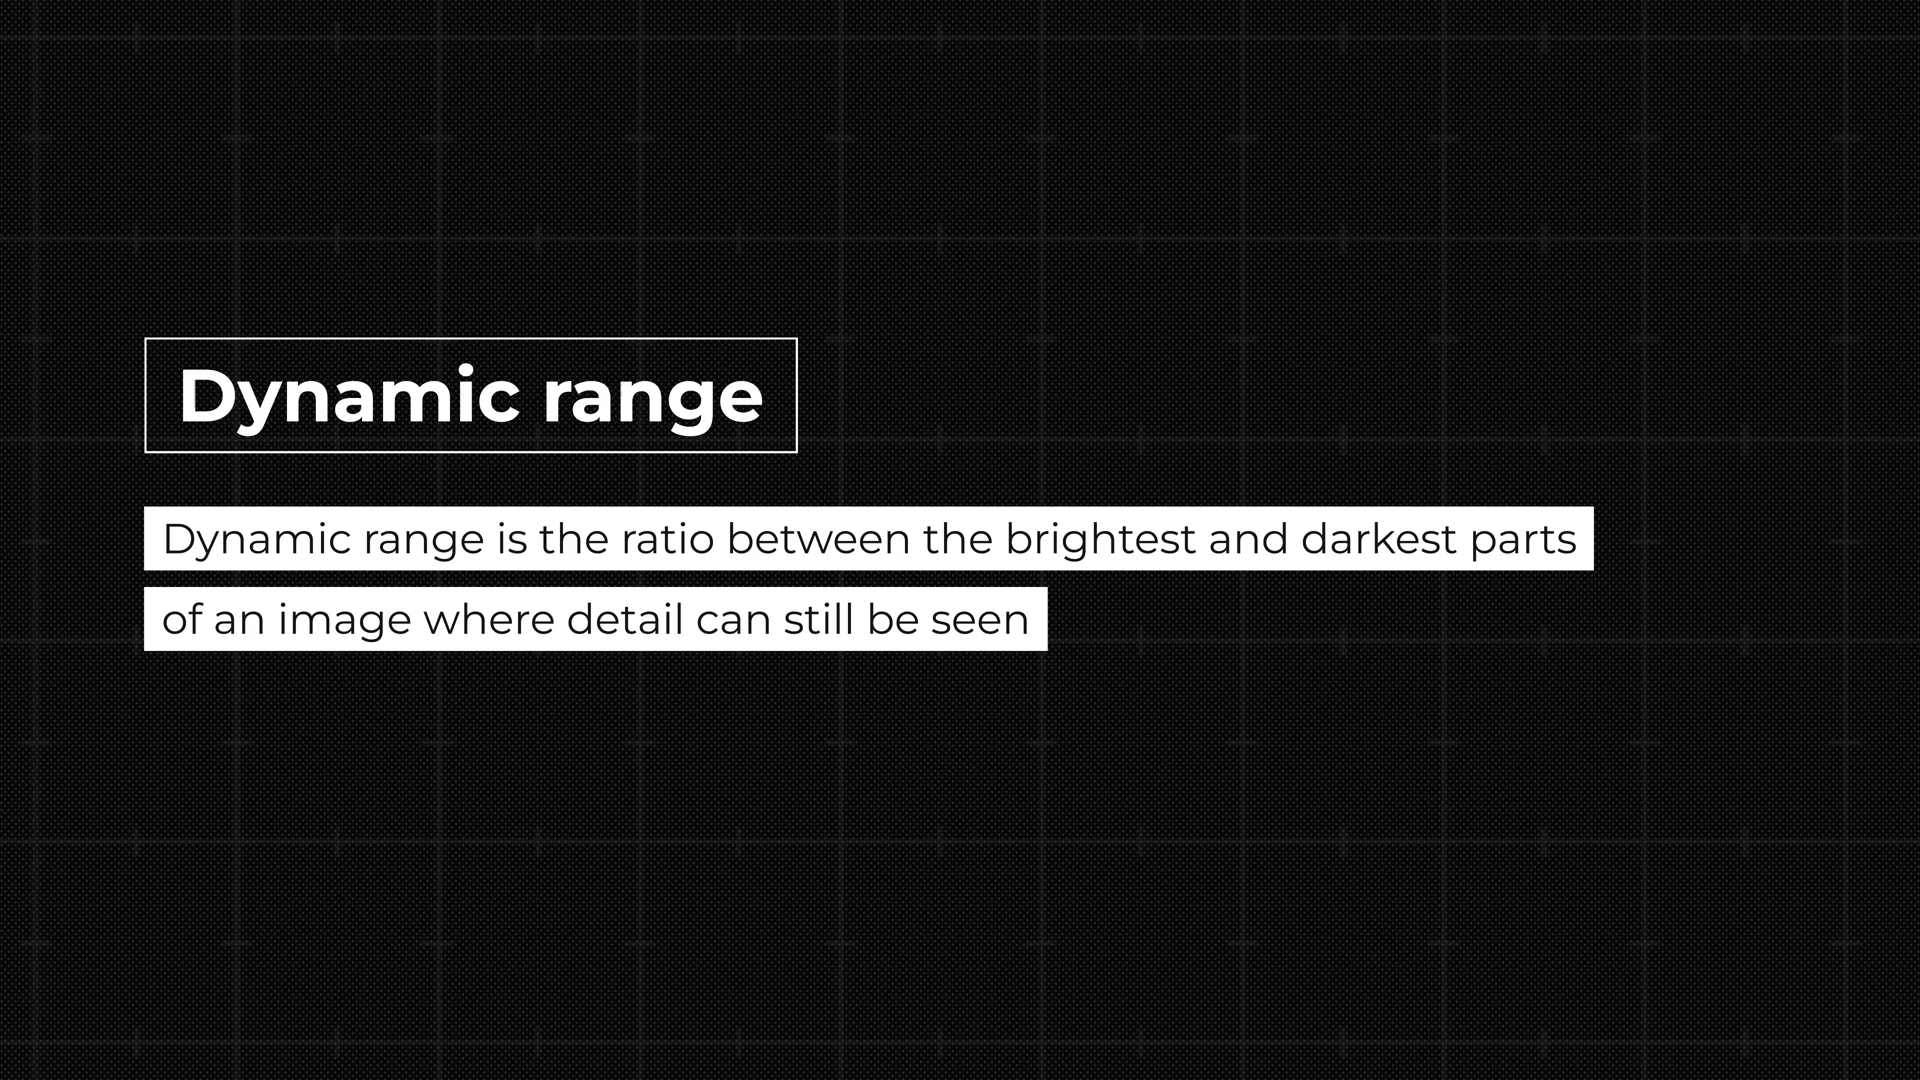 Dynamic range
Dynamic range is the ratio between the brightest and darkest parts
of an image where detail can still be seen